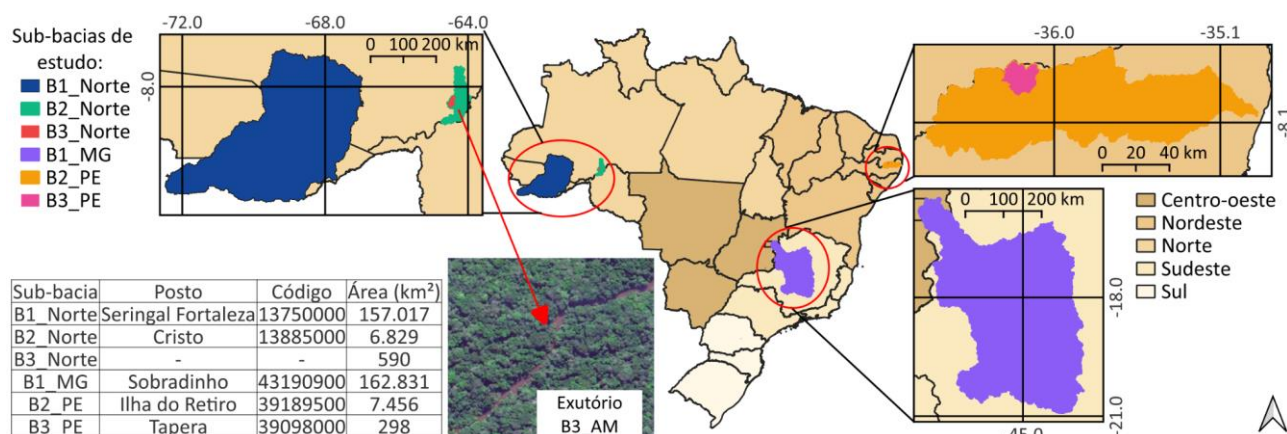 Sub-bacias de
estudo:
B1_Norte
B2_Norte
B3_Norte
B1_MG
B2_PE
B3_PE
-72.0 -68.0 -64.0
0 100 200 km
-8.0
-36.0 -35.1
-8.1
0 20 40 km
0 100 200 km
-18.0
-21.0
-45.0
Centro-oeste
Nordeste
Norte
Sudeste
Sul
Sub-bacia Posto Código Área (km²)
B1_Norte Seringal Fortaleza 13750000 157.017
B2_Norte Cristo 13885000 6.829
B3_Norte - - 590
B1_MG Sobradinho 43190900 162.831
B2_PE Ilha do Retiro 39189500 7.456
B3_PE Tapera 39098000 298
Exutório
B3_AM